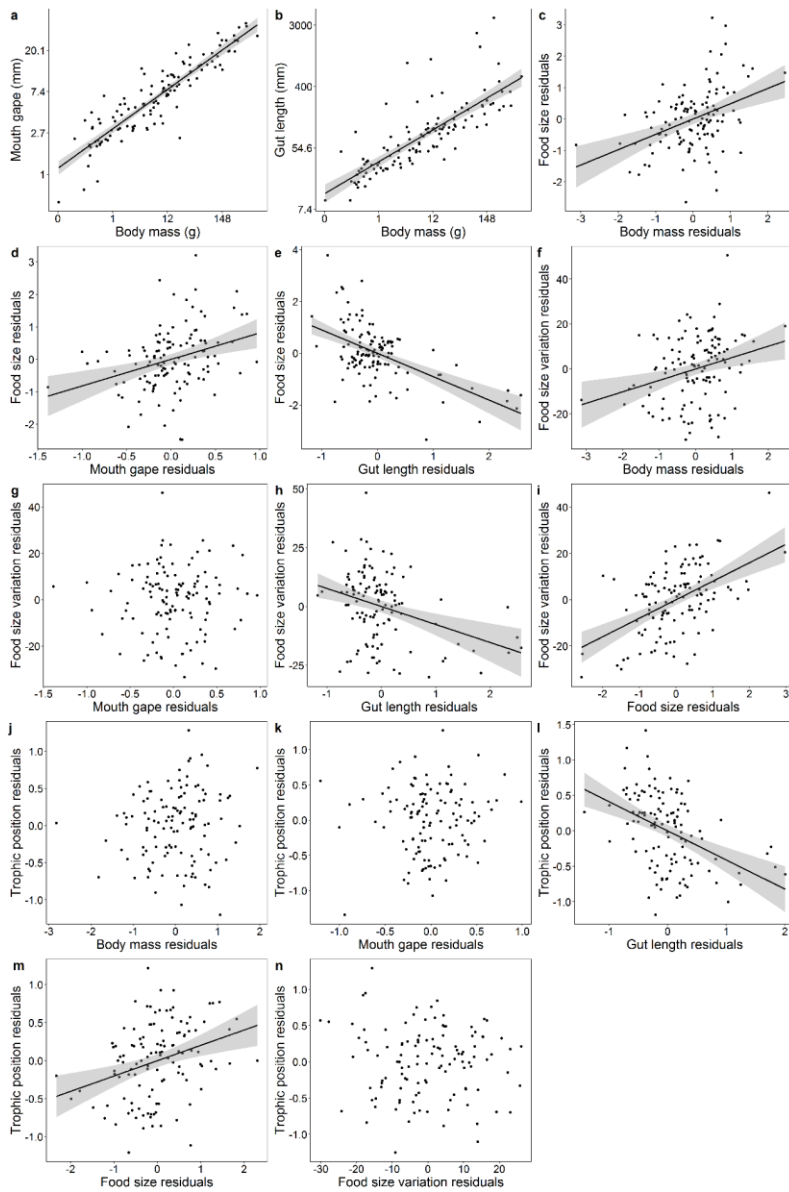 a
Mouth gape (mm)
20.1
7.4
2.7
1
0 1 12 148
Body mass (g)
b
Gut length (mm)
3000
400
54.6
7.4
0 1 12 148
Body mass (g)
c
Food size residuals
3
2
1
0
-1
-2
-3 -2 -1 0 1 2
Body mass residuals
d
Food size residuals
3
2
1
0
-1
-2
-1.5 -1.0 -0.5 0.0 0.5 1.0
Mouth gape residuals
e
Food size residuals
4
2
0
-2
-1 0 1 2
Gut length residuals
f
Food size variation residuals
40
20
0
-20
-3 -2 -1 0 1 2
Body mass residuals
g
Food size variation residuals
40
20
0
-20
-1.5 -1.0 -0.5 0.0 0.5 1.0
Mouth gape residuals
h
Food size variation residuals
50
25
0
-25
-1 0 1 2
Gut length residuals
i
Food size variation residuals
40
20
0
-20
-2 -1 0 1 2 3
Food size residuals
j
Trophic position residuals
1.0
0.5
0.0
-0.5
-1.0
-3 -2 -1 0 1 2
Body mass residuals
k
Trophic position residuals
1.0
0.5
0.0
-0.5
-1.0
-1.0 -0.5 0.0 0.5 1.0
Mouth gape residuals
l
Trophic position residuals
1.5
1.0
0.5
0.0
-0.5
-1.0
-1 0 1 2
Gut length residuals
m
Trophic position residuals
1.0
0.5
0.0
-0.5
-1.0
-2 -1 0 1 2
Food size residuals
n
Trophic position residuals
1.0
0.5
0.0
-0.5
-1.0
-30 -20 -10 0 10 20
Food size variation residuals